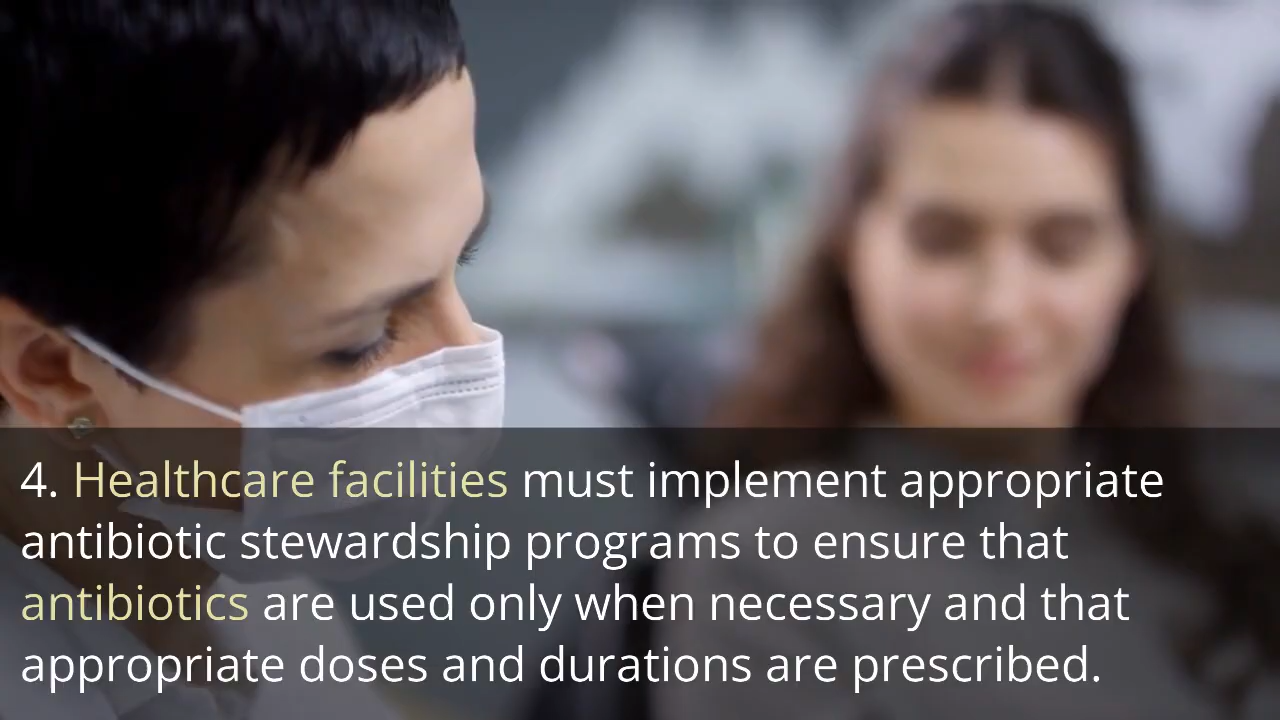 4. Healthcare facilities must implement appropriate
antibiotic stewardship programs to ensure that
antibiotics are used only when necessary and that
appropriate doses and durations are prescribed.